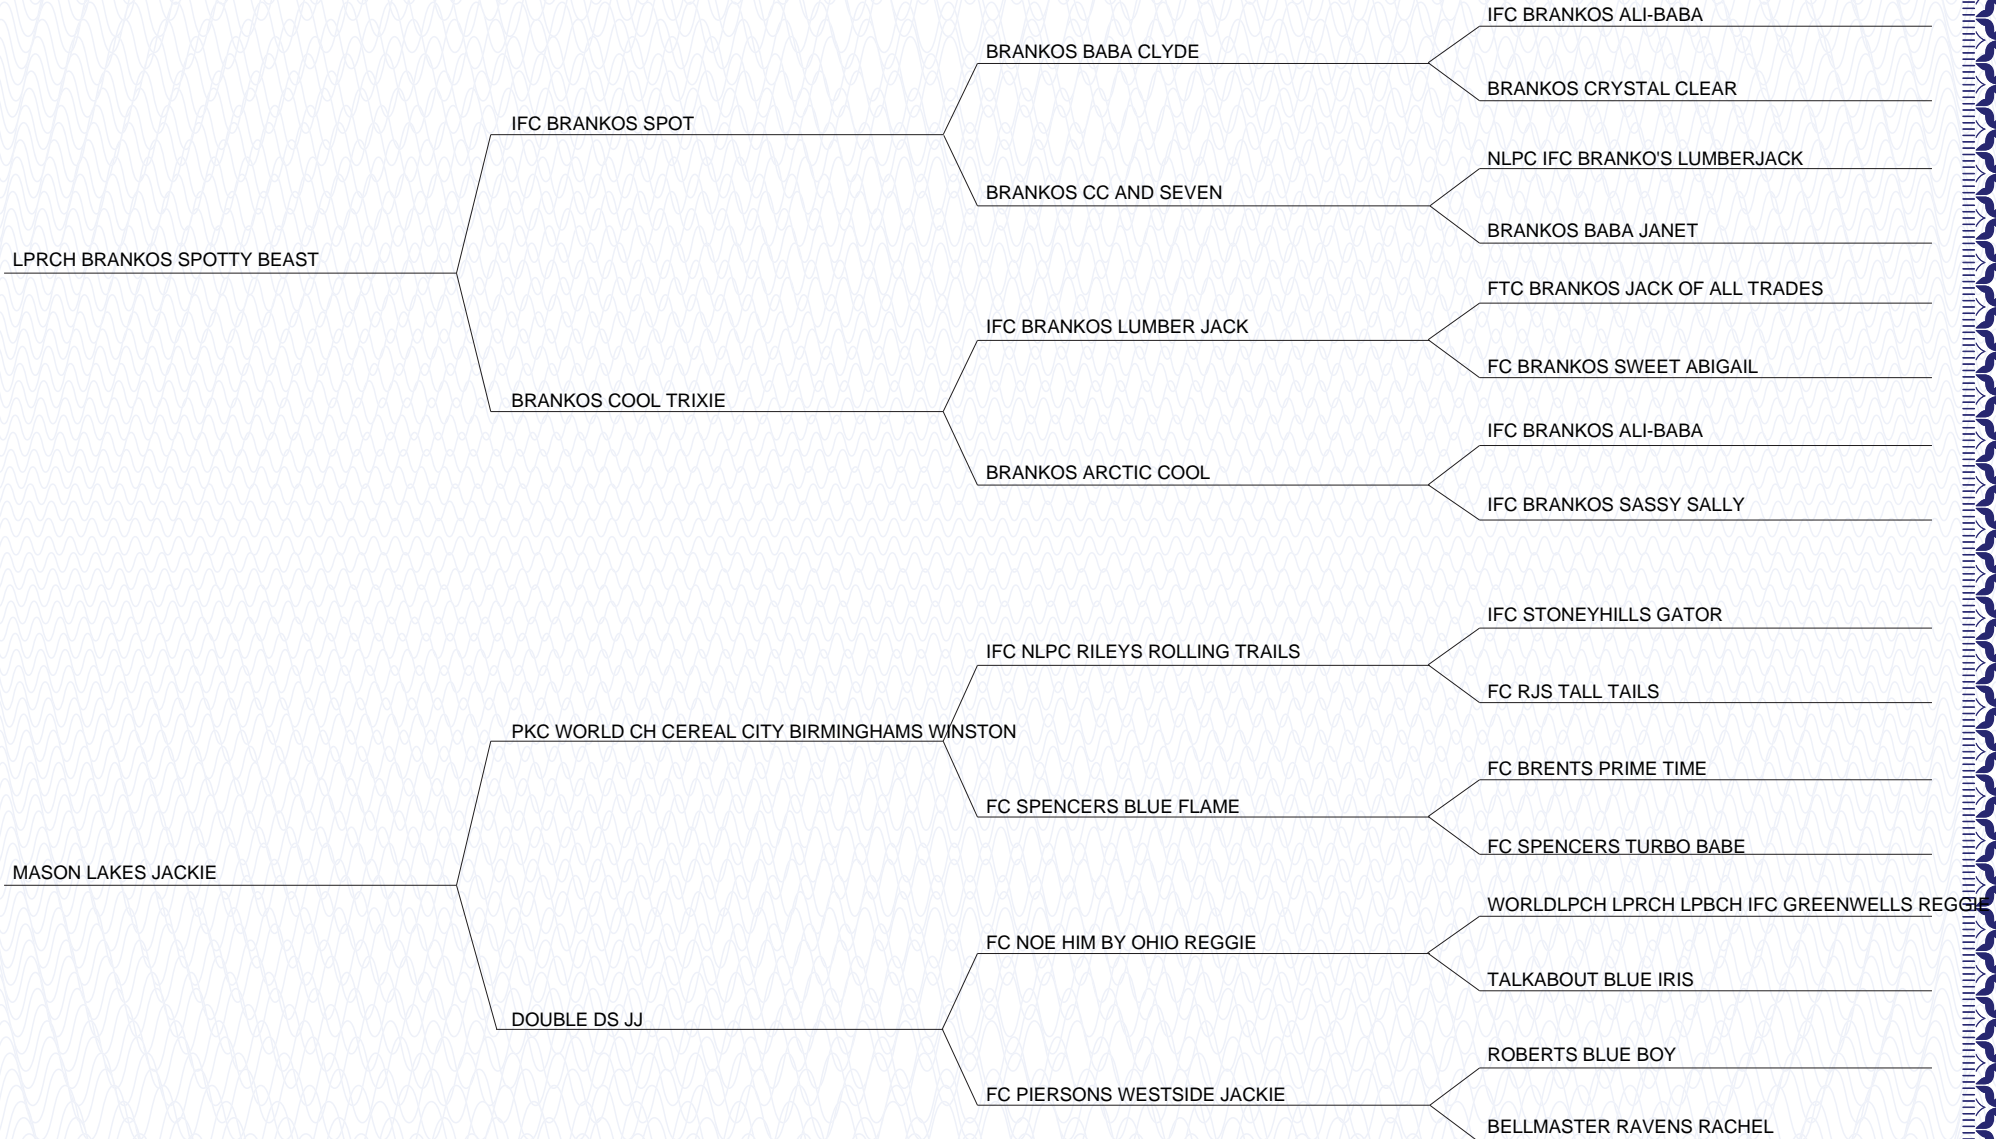 IFC BRANKOS ALI-BABA
BRANKOS BABA CLYDE
BRANKOS CRYSTAL CLEAR
IFC BRANKOS SPOT
NLPC IFC BRANKO'S LUMBERJACK
BRANKOS CC AND SEVEN
BRANKOS BABA JANET
LPRCH BRANKOS SPOTTY BEAST
FTC BRANKOS JACK OF ALL TRADES
IFC BRANKOS LUMBER JACK
FC BRANKOS SWEET ABIGAIL
BRANKOS COOL TRIXIE
IFC BRANKOS ALI-BABA
BRANKOS ARCTIC COOL
IFC BRANKOS SASSY SALLY
IFC STONEYHILLS GATOR
IFC NLPC RILEYS ROLLING TRAILS
FC RJS TALL TAILS
PKC WORLD CH CEREAL CITY BIRMINGHAMS WINSTON
FC BRENTS PRIME TIME
FC SPENCERS BLUE FLAME
FC SPENCERS TURBO BABE
MASON LAKES JACKIE
WORLDLPCH LPRCH LPBCH IFC GREENWELLS REGGIE
FC NOE HIM BY OHIO REGGIE
TALKABOUT BLUE IRIS
DOUBLE DS JJ
ROBERTS BLUE BOY
FC PIERSONS WESTSIDE JACKIE
BELLMASTER RAVENS RACHEL